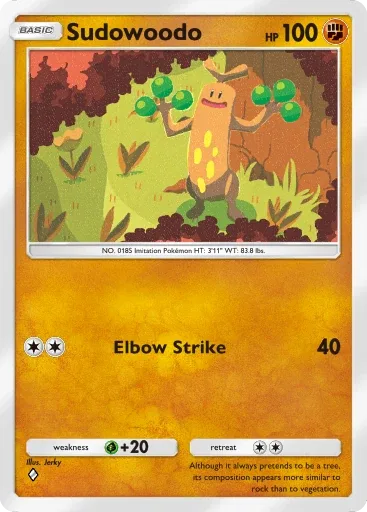 BASIC Sudowoodo HP 100
NO. 0185 Imitation Pokémon HT: 3'11" WT: 83.8 lbs.
Elbow Strike 40
weakness +20 retreat
Illus. Jerky
Although it always pretends to be a tree,
its composition appears more similar to
rock than to vegetation.